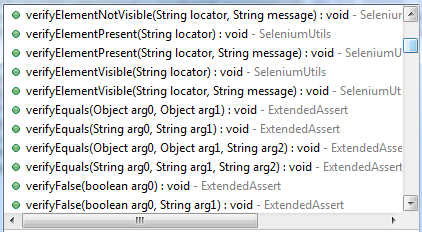 verifyElementNotVisible(String locator, String message) : void - SeleniumUtils
verifyElementPresent(String locator) : void - SeleniumUtils
verifyElementPresent(String locator, String message) : void - SeleniumUtils
verifyElementVisible(String locator) : void - SeleniumUtils
verifyElementVisible(String locator, String message) : void - SeleniumUt
verifyEquals(Object arg0, Object arg1) : void - ExtendedAssert
verifyEquals(String arg0, String arg1) : void - ExtendedAssert
verifyEquals(Object arg0, Object arg1, String arg2) : void - ExtendedAsse
verifyEquals(String arg0, String arg1, String arg2) : void - ExtendedAssert
verifyFalse(boolean arg0) : void - ExtendedAssert
verifyFalse(boolean arg0, String arg1) : void - ExtendedAssert